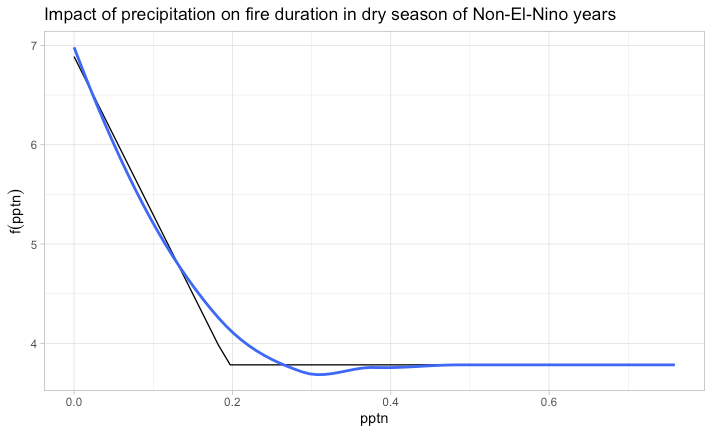 Impact of precipitation on fire duration in dry season of Non-El-Nino years
7
6
5
4
f(pptn)
0.0 0.2 0.4 0.6
pptn